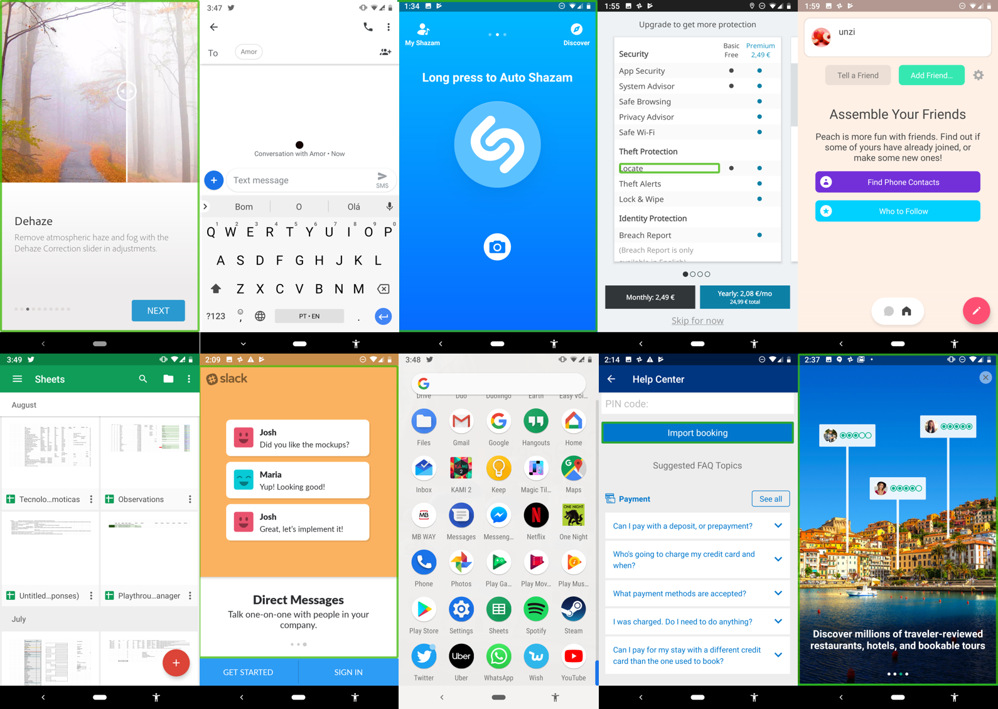 Dehaze
Remove atmospheric haze and fog with the
Dehaze Correction slider in adjustments.
NEXT
3:47
To
Amor
Conversation with Amor • Now
Text message
SMS
Bom
O
Olá
Q1 W2 E3 R4 T5 Y6 U7 I8 O9 P0
A S D F G H J K L
Z X C V B N M
?123
,
PT • EN
.
1:34
My Shazam
Discover
Long press to Auto Shazam
1:55
Upgrade to get more protection
Security
Basic
Free
Premium
2,49 €
App Security
System Advisor
Safe Browsing
Privacy Advisor
Safe Wi-Fi
Theft Protection
Locate
Theft Alerts
Lock & Wipe
Identity Protection
Breach Report
(Breach Report is only
available in English)
Monthly: 2,49 €
Yearly: 2,08 €/mo
24,99 € total
Skip for now
1:59
unzi
Tell a Friend
Add Friend...
Assemble Your Friends
Peach is more fun with friends. Find out if
some of yours have already joined, or
make some new ones!
Find Phone Contacts
Who to Follow
3:49
Sheets
August
Tecnolo...moticas
Observations
Untitled...ponses)
Playthrou...anager
July
2:09
slack
Josh
Did you like the mockups?
Maria
Yup! Looking good!
Josh
Great, let's implement it!
Direct Messages
Talk one-on-one with people in your
company.
GET STARTED
SIGN IN
3:48
Drive Duo Duolingo Earth Easy Voi...
Files Gmail Google Hangouts Home
Inbox KAMI 2 Keep Magic Til... Maps
MB WAY Messages Messeng... Netflix One Night
Phone Photos Play Ga... Play Mov... Play Mus...
Play Store Settings Sheets Spotify Steam
Twitter Uber WhatsApp Wish YouTube
2:14
Help Center
PIN code:
Import booking
Suggested FAQ Topics
Payment
See all
Can I pay with a deposit, or prepayment?
Who's going to charge my credit card and
when?
What payment methods are accepted?
I was charged. Do I need to do anything?
Can I pay for my stay with a different credit
card than the one used to book?
2:37
Discover millions of traveler-reviewed
restaurants, hotels, and bookable tours